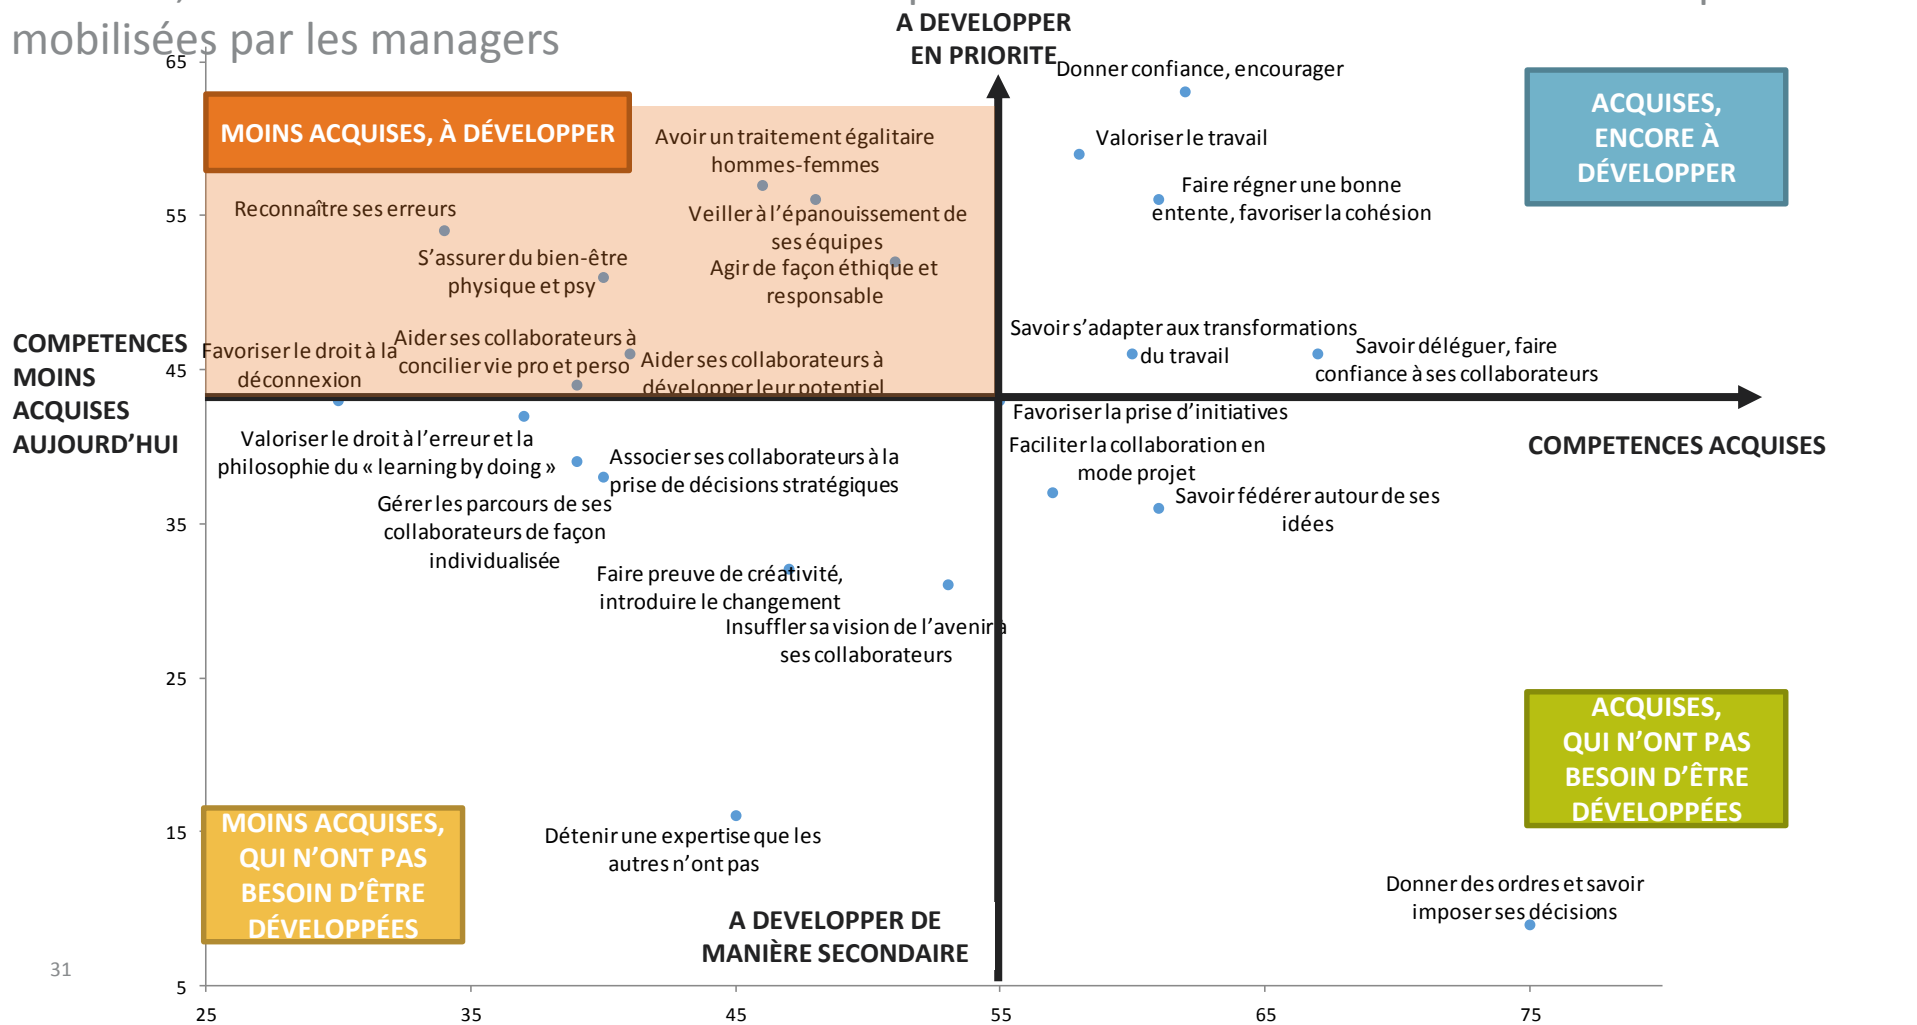 mobilisées par les managers
A DEVELOPPER
EN PRIORITE
65
Donner confiance, encourager
MOINS ACQUISES, À DÉVELOPPER
ACQUISES,
ENCORE À
DÉVELOPPER
Avoir un traitement égalitaire
hommes-femmes
Valoriser le travail
Faire régner une bonne
entente, favoriser la cohésion
55
Reconnaître ses erreurs
Veiller à l’épanouissement de
ses équipes
S’assurer du bien-être
physique et psy
Agir de façon éthique et
responsable
COMPETENCES
MOINS
ACQUISES
AUJOURD’HUI
45
Favoriser le droit à la
déconnexion
Aider ses collaborateurs à
concilier vie pro et perso
Aider ses collaborateurs à
développer leur potentiel
Savoir s’adapter aux transformations
du travail
Savoir déléguer, faire
confiance à ses collaborateurs
Favoriser la prise d’initiatives
COMPETENCES ACQUISES
Valoriser le droit à l’erreur et la
philosophie du « learning by doing »
Associer ses collaborateurs à la
prise de décisions stratégiques
Faciliter la collaboration en
mode projet
Savoir fédérer autour de ses
idées
35
Gérer les parcours de ses
collaborateurs de façon
individualisée
Faire preuve de créativité,
introduire le changement
Insuffler sa vision de l’avenir à
ses collaborateurs
25
ACQUISES,
QUI N’ONT PAS
BESOIN D’ÊTRE
DÉVELOPPÉES
15
MOINS ACQUISES,
QUI N’ONT PAS
BESOIN D’ÊTRE
DÉVELOPPÉES
Détenir une expertise que les
autres n’ont pas
Donner des ordres et savoir
imposer ses décisions
A DEVELOPPER DE
MANIÈRE SECONDAIRE
31
5
25
35
45
55
65
75